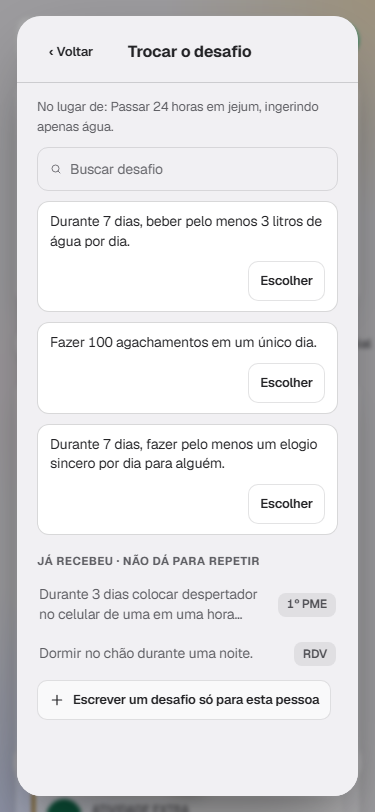 ‹ Voltar
Trocar o desafio
No lugar de: Passar 24 horas em jejum, ingerindo
apenas água.
Buscar desafio
Durante 7 dias, beber pelo menos 3 litros de
água por dia.
Escolher
Fazer 100 agachamentos em um único dia.
Escolher
Durante 7 dias, fazer pelo menos um elogio
sincero por dia para alguém.
Escolher
JÁ RECEBEU · NÃO DÁ PARA REPETIR
Durante 3 dias colocar despertador
no celular de uma em uma hora…
1º PME
Dormir no chão durante uma noite.
RDV
+ Escrever um desafio só para esta pessoa